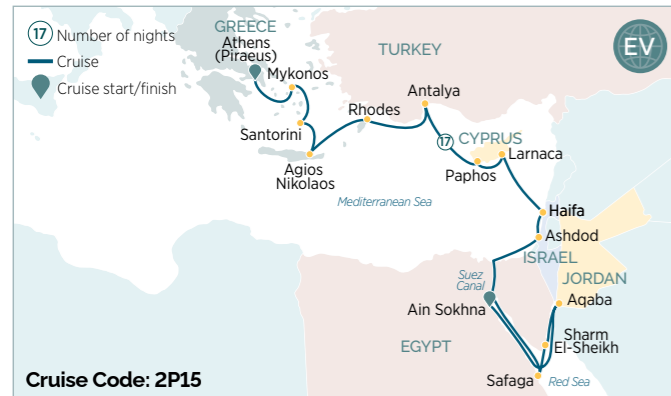 17 Number of nights
Cruise
Cruise start/finish
GREECE
Athens
(Piraeus)
Mykonos
TURKEY
EV
Antalya
Rhodes
Santorini
17
CYPRUS
Larnaca
Paphos
Agios
Nikolaos
Mediterranean Sea
Haifa
Ashdod
ISRAEL
Suez
Canal
JORDAN
Aqaba
Ain Sokhna
Sharm
El-Sheikh
EGYPT
Safaga
Red Sea
Cruise Code: 2P15